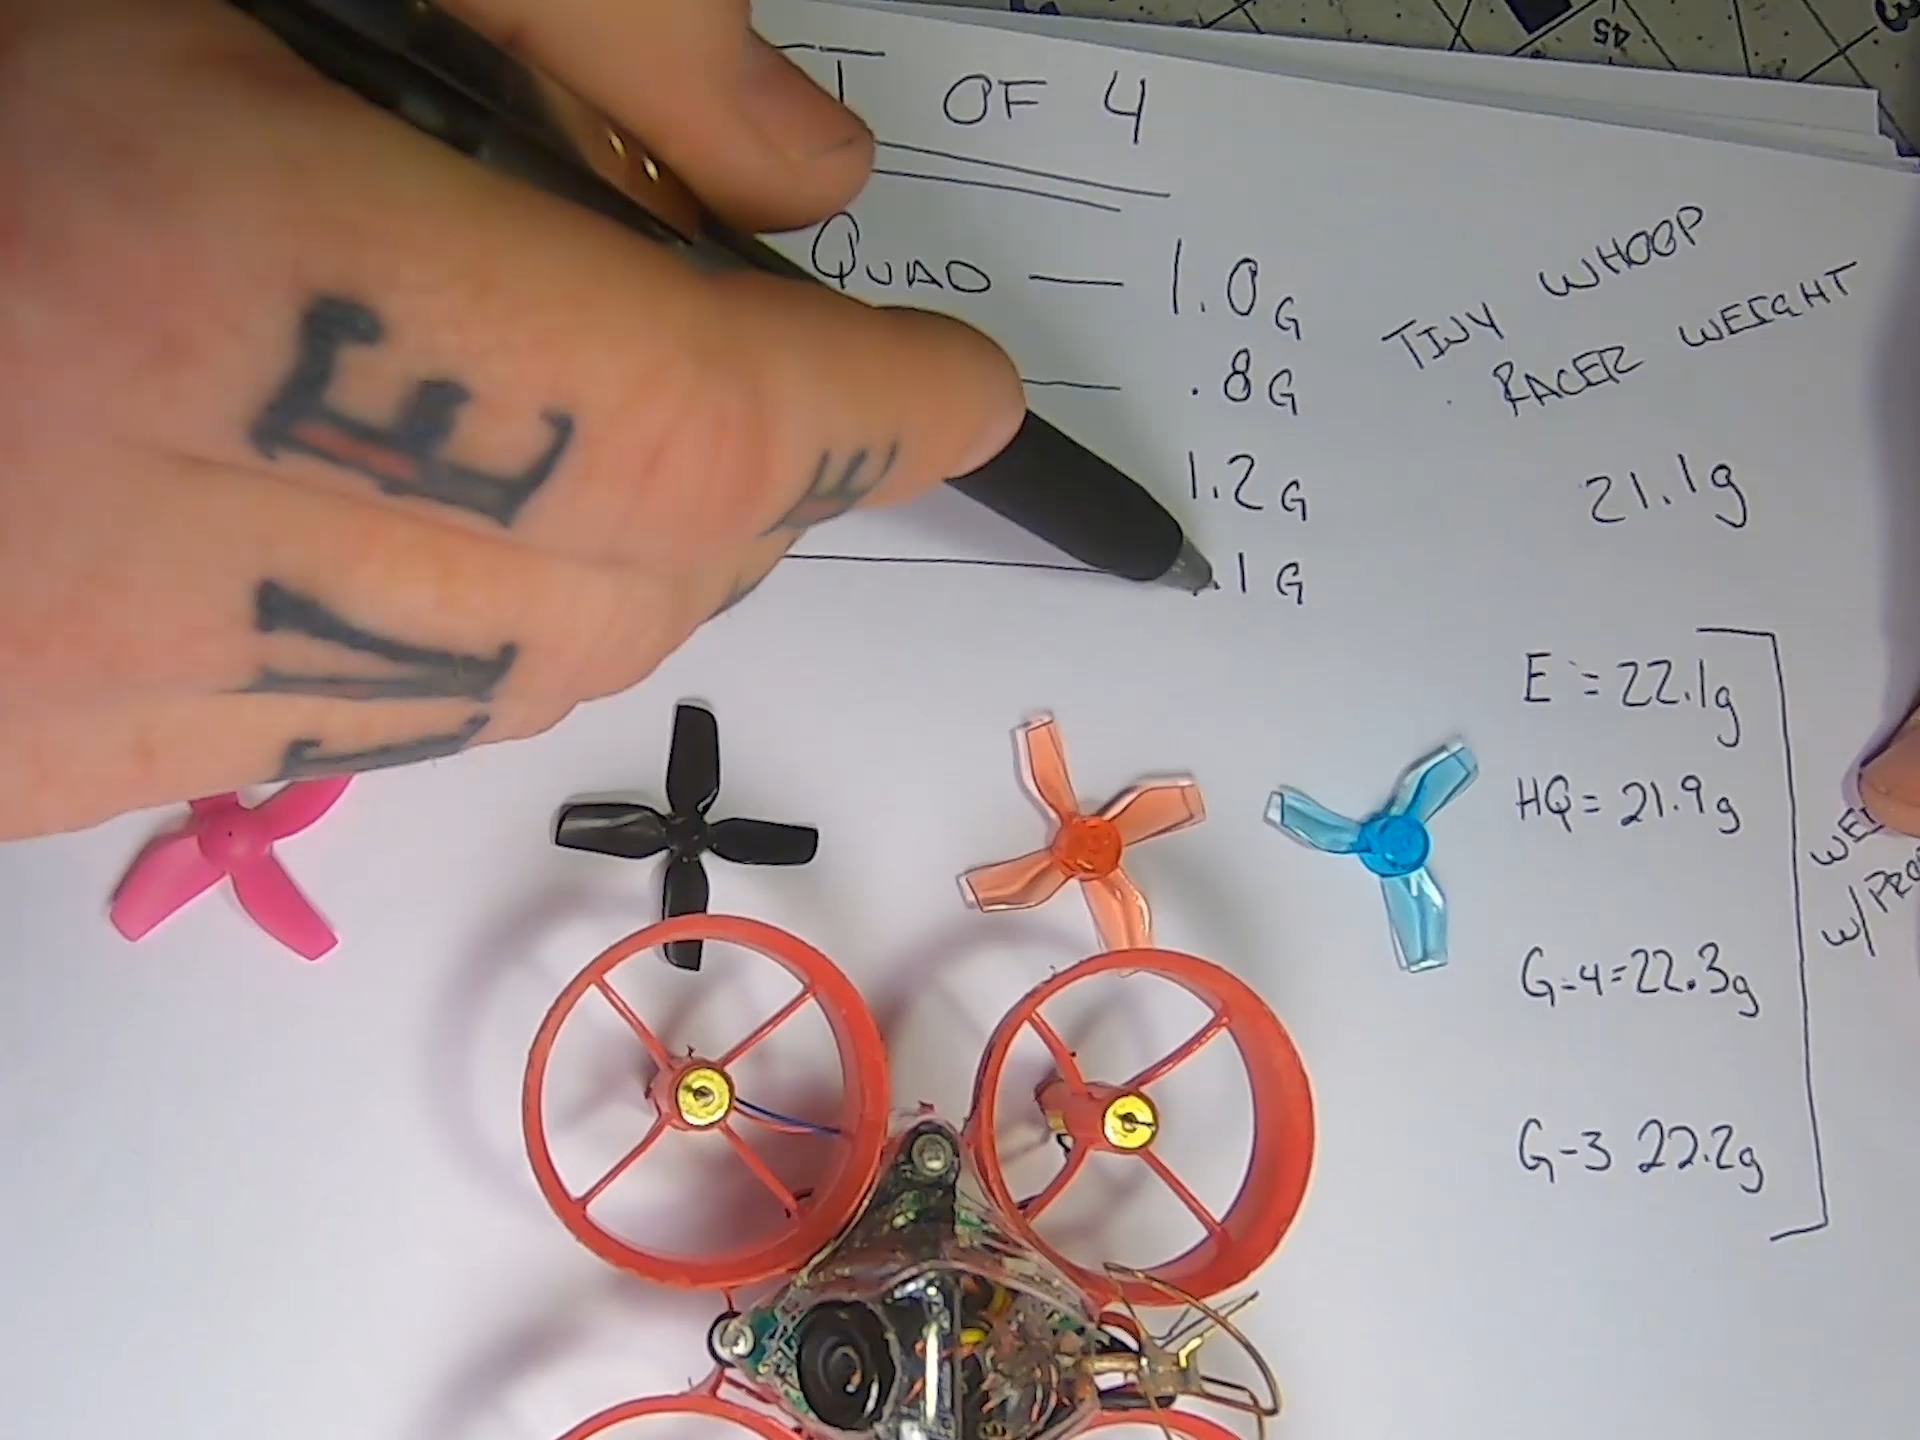 OF 4
QUAD — 1.0G
.8G
1.2G
.1G
TINY WHOOP
RACER WEIGHT
21.1g
E = 22.1g
HQ = 21.9g
G-4=22.3g
G-3 22.2g
W/
45